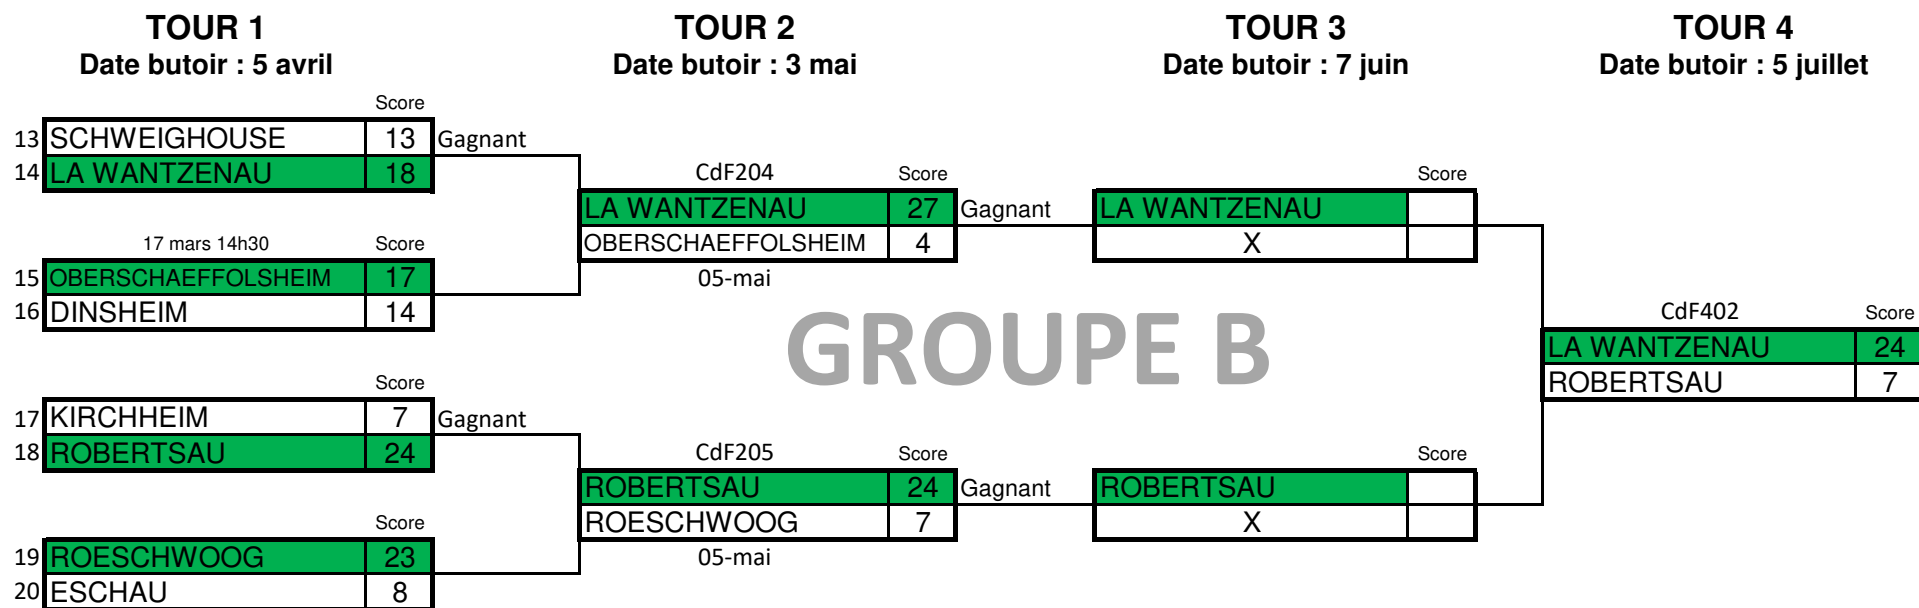 TOUR 1 TOUR 2 TOUR 3 TOUR 4
Date butoir : 5 avril Date butoir : 3 mai Date butoir : 7 juin Date butoir : 5 juillet
Score
13 SCHWEIGHOUSE 13 Gagnant
14 LA WANTZENAU 18
CdF204 Score Score
LA WANTZENAU 27 Gagnant LA WANTZENAU
OBERSCHAEFFOLSHEIM 4 X
17 mars 14h30 Score
15 OBERSCHAEFFOLSHEIM 17
05-mai
16 DINSHEIM 14
CdF402 Score
GROUPE B
LA WANTZENAU 24
ROBERTSAU 7
Score
17 KIRCHHEIM 7 Gagnant
18 ROBERTSAU 24
CdF205 Score Score
ROBERTSAU 24 Gagnant ROBERTSAU
ROESCHWOOG 7 X
Score
19 ROESCHWOOG 23
05-mai
20 ESCHAU 8